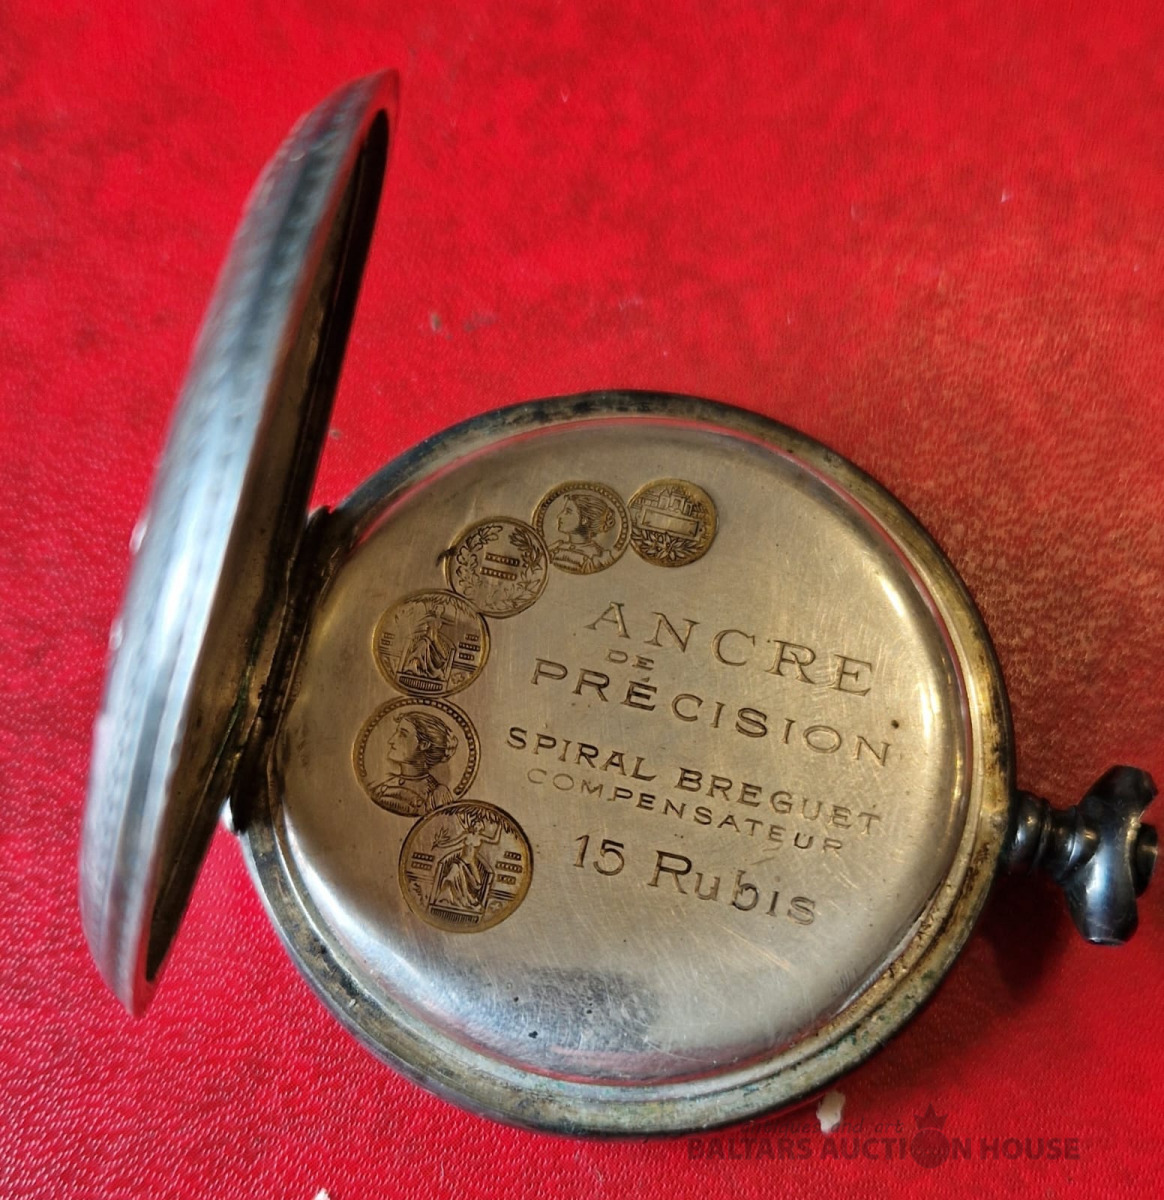 ANCRE
DE
PRÉCISION
SPIRAL BREGUET
COMPENSATEUR
15 Rubis
BALTARS AUCTION HOUSE